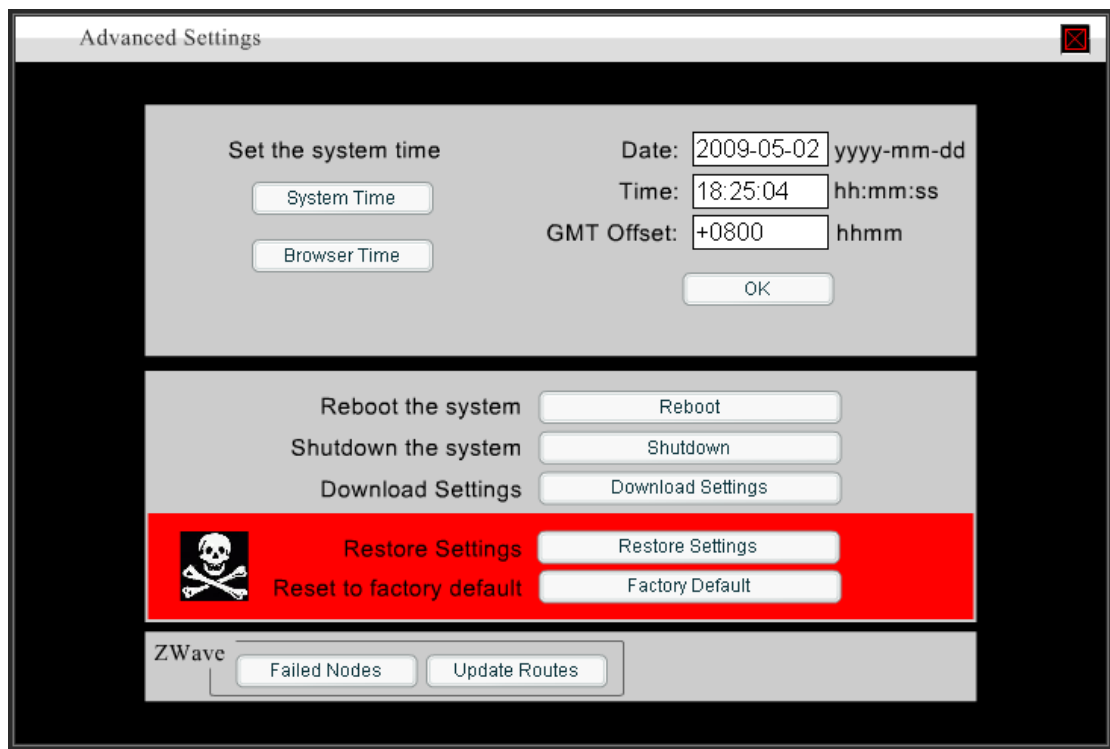 Advanced Settings
Set the system time
System Time
Browser Time
Date: 2009-05-02 yyyy-mm-dd
Time: 18:25:04 hh:mm:ss
GMT Offset: +0800 hhmm
OK
Reboot the system Reboot
Shutdown the system Shutdown
Download Settings Download Settings
Restore Settings Restore Settings
Reset to factory default Factory Default
ZWave Failed Nodes Update Routes